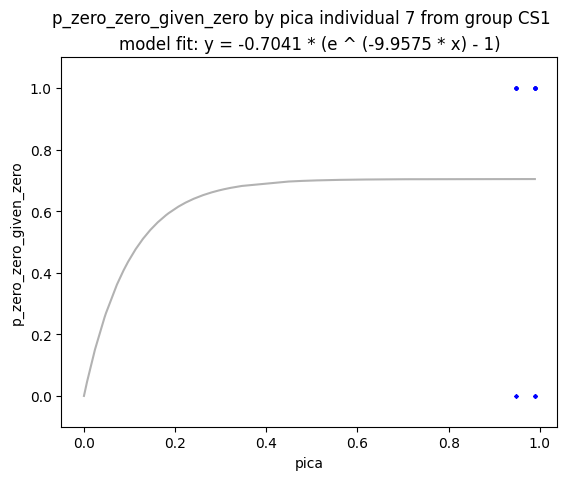 p_zero_zero_given_zero by pica individual 7 from group CS1
model fit: y = -0.7041 * (e ^ (-9.9575 * x) - 1)
1.0
0.8
0.6
0.4
0.2
0.0
p_zero_zero_given_zero
0.0 0.2 0.4 0.6 0.8 1.0
pica